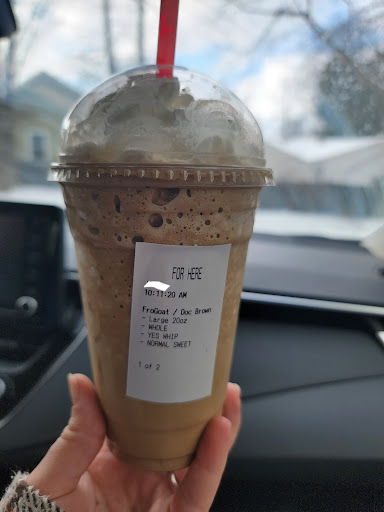 FOR HERE
10:11:20 AM
FroGoat / Doc Brown
- Large 20oz
- WHOLE
- YES WHIP
- NORMAL SWEET
1 of 2